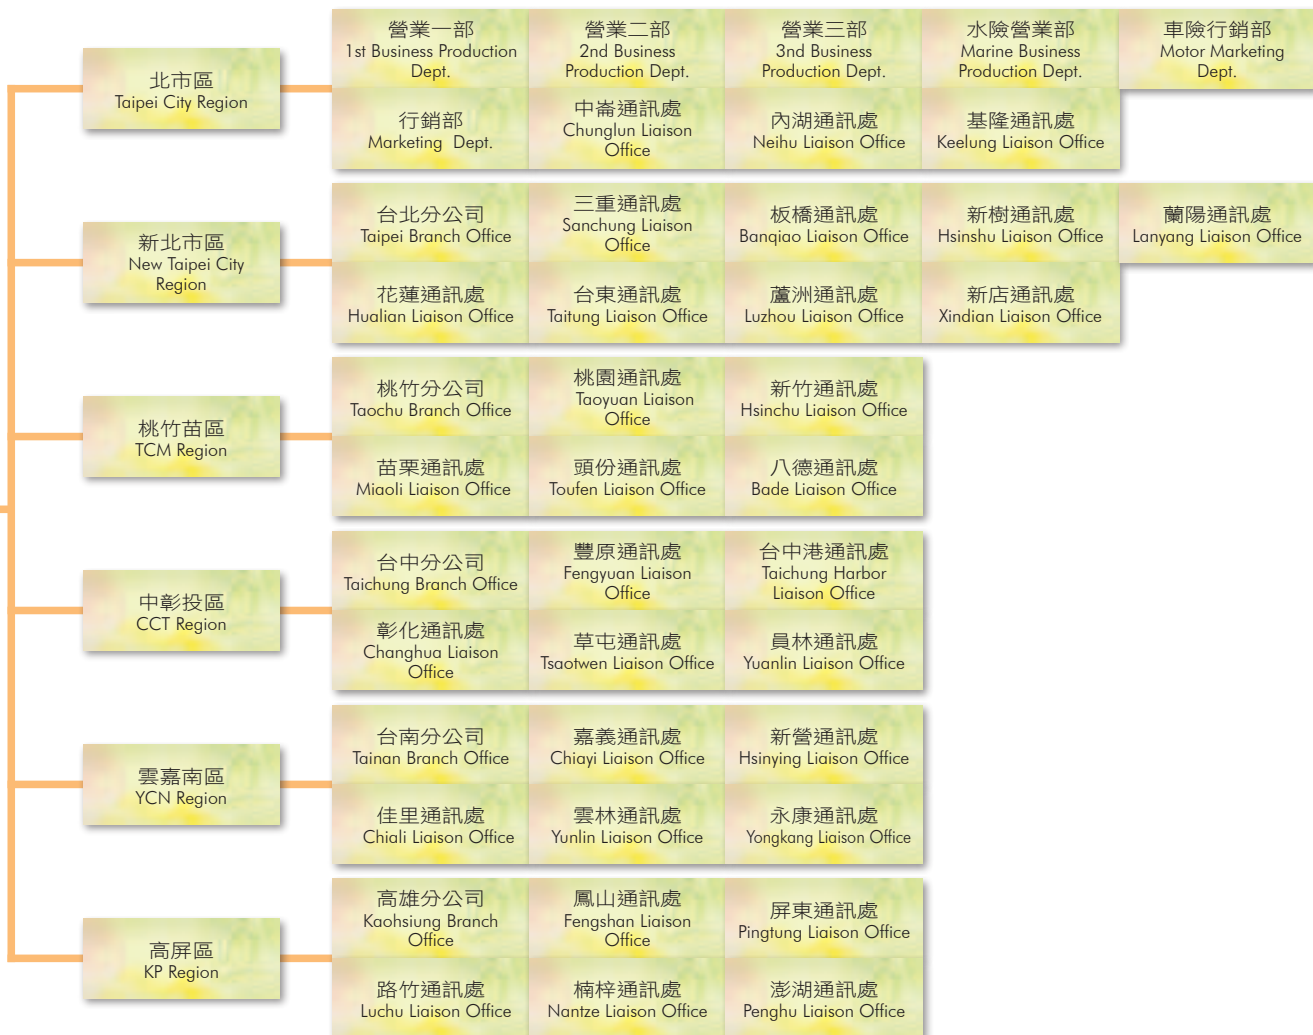 北市區
Taipei City Region
營業一部
1st Business Production
Dept.
營業二部
2nd Business
Production Dept.
營業三部
3nd Business
Production Dept.
水險營業部
Marine Business
Production Dept.
車險行銷部
Motor Marketing
Dept.
行銷部
Marketing Dept.
中崙通訊處
Chunglun Liaison
Office
內湖通訊處
Neihu Liaison Office
基隆通訊處
Keelung Liaison Office
新北市區
New Taipei City
Region
台北分公司
Taipei Branch Office
三重通訊處
Sanchung Liaison
Office
板橋通訊處
Banqiao Liaison Office
新樹通訊處
Hsinshu Liaison Office
蘭陽通訊處
Lanyang Liaison Office
花蓮通訊處
Hualian Liaison Office
台東通訊處
Taitung Liaison Office
蘆洲通訊處
Luzhou Liaison Office
新店通訊處
Xindian Liaison Office
桃竹苗區
TCM Region
桃竹分公司
Taochu Branch Office
桃園通訊處
Taoyuan Liaison
Office
新竹通訊處
Hsinchu Liaison Office
苗栗通訊處
Miaoli Liaison Office
頭份通訊處
Toufen Liaison Office
八德通訊處
Bade Liaison Office
中彰投區
CCT Region
台中分公司
Taichung Branch Office
豐原通訊處
Fengyuan Liaison
Office
台中港通訊處
Taichung Harbor
Liaison Office
彰化通訊處
Changhua Liaison
Office
草屯通訊處
Tsaotwen Liaison Office
員林通訊處
Yuanlin Liaison Office
雲嘉南區
YCN Region
台南分公司
Tainan Branch Office
嘉義通訊處
Chiayi Liaison Office
新營通訊處
Hsinying Liaison Office
佳里通訊處
Chiali Liaison Office
雲林通訊處
Yunlin Liaison Office
永康通訊處
Yongkang Liaison Office
高屏區
KP Region
高雄分公司
Kaohsiung Branch
Office
鳳山通訊處
Fengshan Liaison
Office
屏東通訊處
Pingtung Liaison Office
路竹通訊處
Luchu Liaison Office
楠梓通訊處
Nantze Liaison Office
澎湖通訊處
Penghu Liaison Office